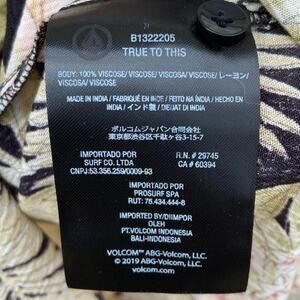 B1322205
TRUE TO THIS
BODY: 100% VISCOSE/ VISCOSE/ VISCOSA/ VISCOSE/ レーヨン/
VISCOSA/ VISCOSE
MADE IN INDIA / FABRIQUÉ EN INDE / FEITO NA ÍNDIA / HECHO EN
INDIA / インド製 / DIBUAT DI INDIA
ボルコムジャパン合同会社
東京都渋谷区千駄ヶ谷3-15-7
IMPORTADO POR
SURF CO. LTDA
CNPJ:53.356.259/0009-93
R.N. # 29745
CA # 60394
IMPORTADO POR
PROSURF SPA
RUT: 76.434.444-8
IMPORTED BY/DIIMPOR
OLEH
PT.VOLCOM INDONESIA
BALI-INDONESIA
VOLCOM™ ABG-Volcom, LLC.
© 2019 ABG-Volcom, LLC.
volcom.com